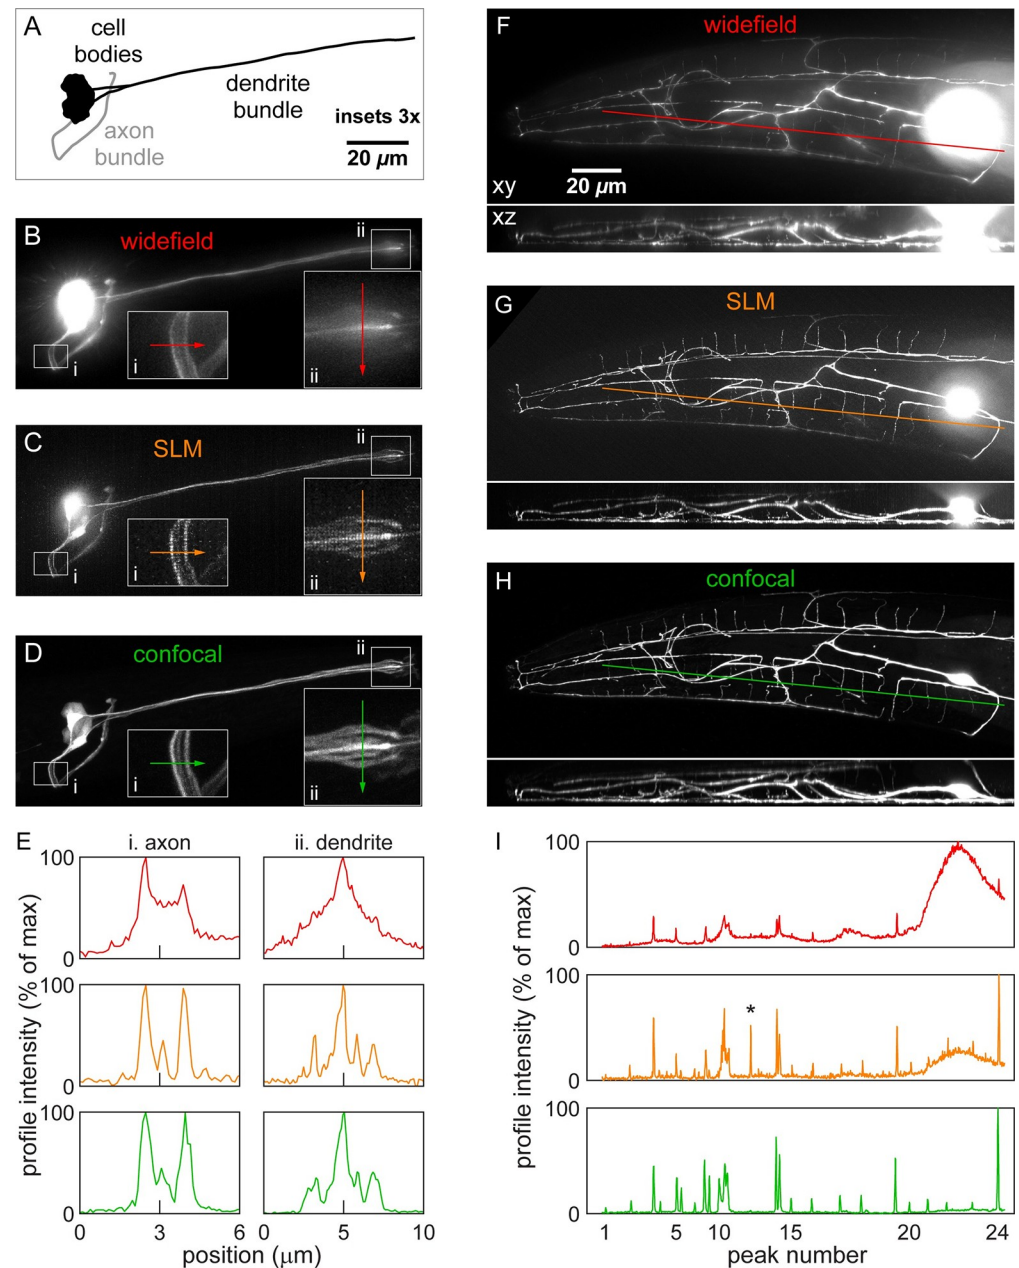 A
cell
bodies
dendrite
bundle
axon
bundle
insets 3x
20 µm
B
widefield
ii
i
i
ii
C
SLM
ii
i
i
ii
D
confocal
ii
i
i
ii
E
i. axon
ii. dendrite
profile intensity (% of max)
100
0
100
0
100
0
0 3 6
0 5 10
position (µm)
F
widefield
20 µm
xy
xz
G
SLM
H
confocal
I
profile intensity (% of max)
100
0
100
*
0
100
0
1 5 10 15 20 24
peak number